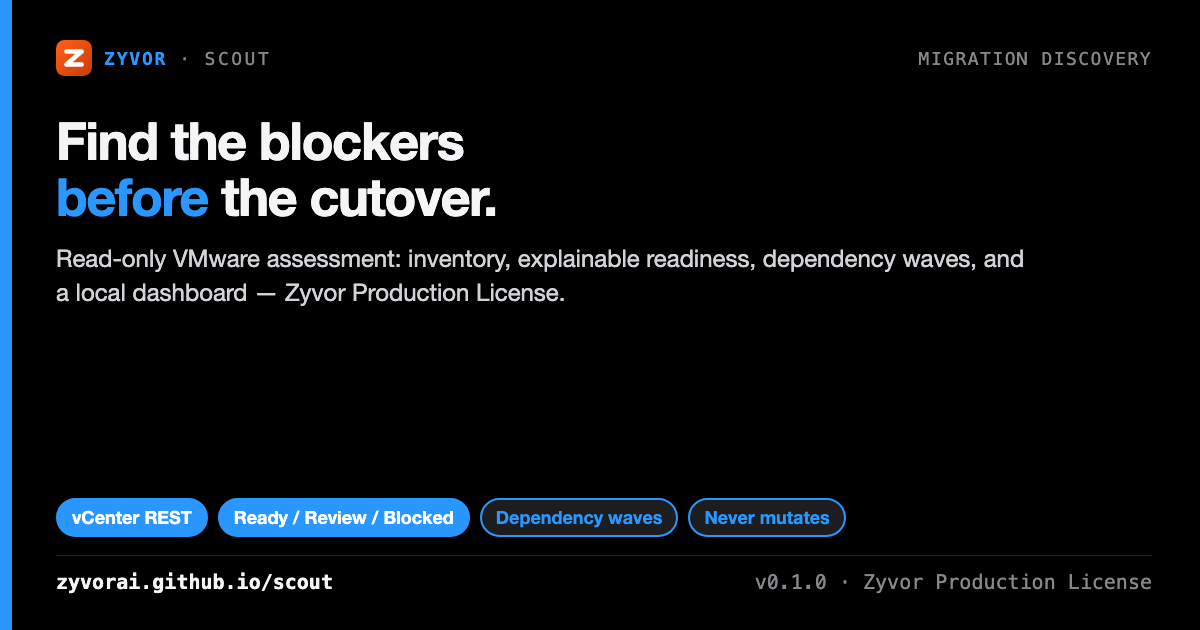 Z ZYVOR · SCOUT
MIGRATION DISCOVERY
Find the blockers
before the cutover.
Read-only VMware assessment: inventory, explainable readiness, dependency waves, and
a local dashboard — Zyvor Production License.
vCenter REST
Ready / Review / Blocked
Dependency waves
Never mutates
zyvorai.github.io/scout
v0.1.0 · Zyvor Production License